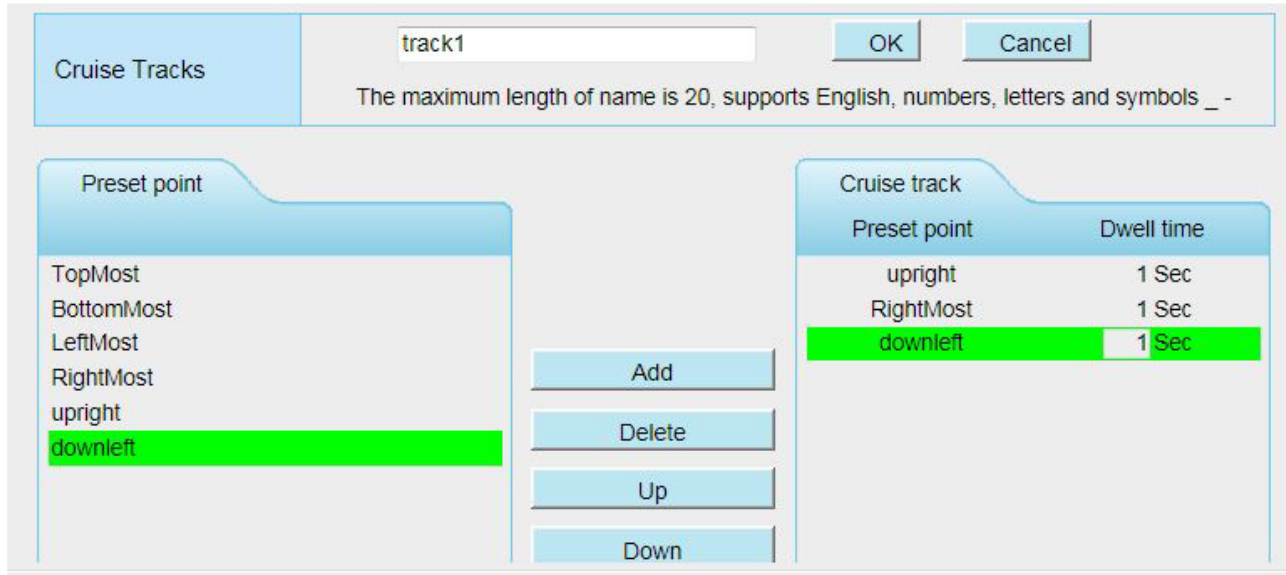 track1 OK Cancel
Cruise Tracks
The maximum length of name is 20, supports English, numbers, letters and symbols _ -
Preset point
TopMost
BottomMost
LeftMost
RightMost
upright
downleft
Add
Delete
Up
Down
Cruise track
Preset point Dwell time
upright 1 Sec
RightMost 1 Sec
downleft 1 Sec